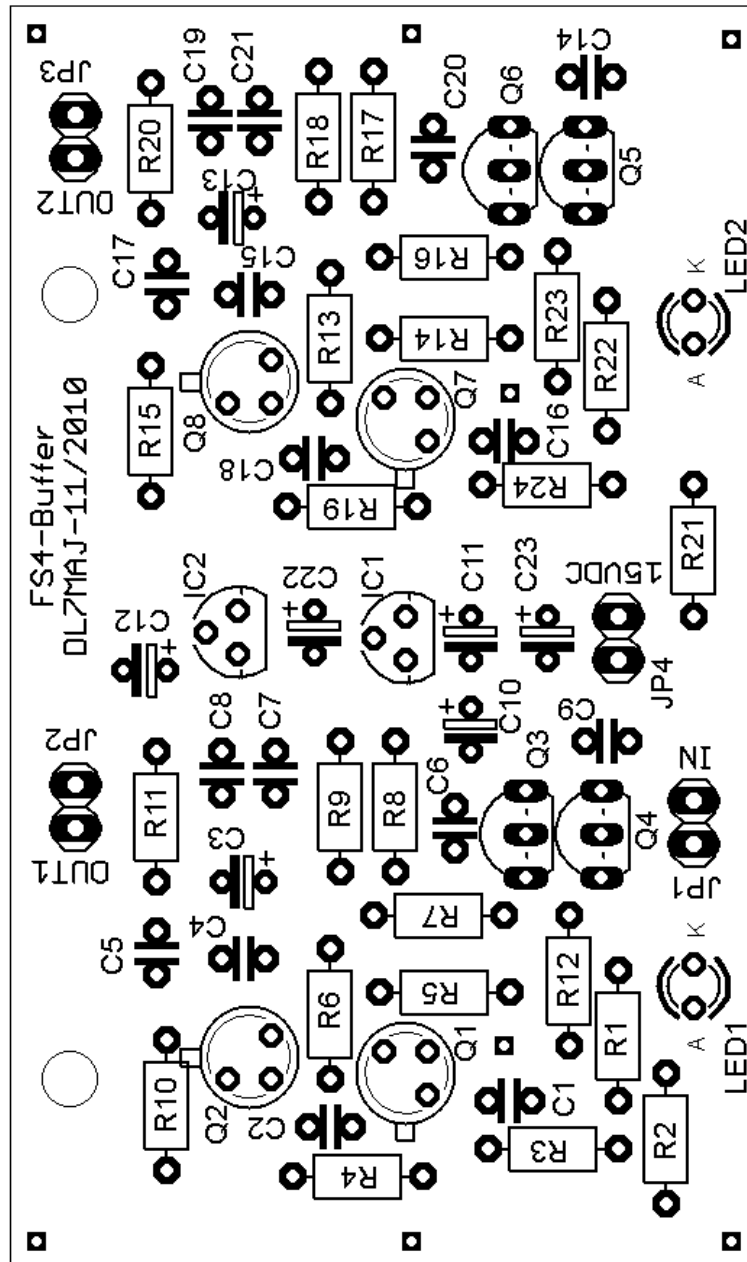 FS4-Buffer
DL7MAJ-11/2010
JP3
OUT2
C19
C21
R20
R18
R17
C20
Q6
C14
Q5
C13
+
C17
C15
R16
R13
R14
R23
R22
K
LED2
A
R15
Q8
Q7
C18
C16
R19
R24
R21
C12
+
IC2
C22
+
IC1
C11
+
C23
+
15VDC
JP4
JP2
OUT1
R11
C8
C7
R9
R8
C10
+
C6
Q3
C9
Q4
IN
JP1
C3
+
C5
C4
R7
R6
R5
R12
R1
K
A
LED1
R10
Q2
Q1
C2
C1
R4
R3
R2